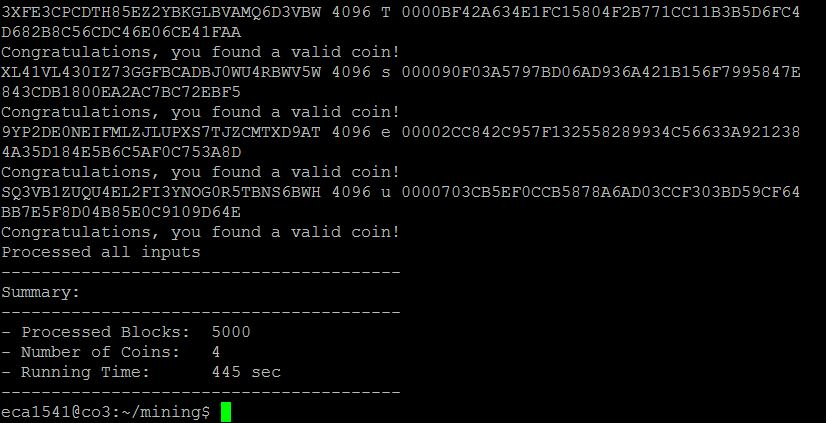 3XFE3CPCDTH85EZ2YBKGLBVAMQ6D3VBW 4096 T 0000BF42A634E1FC15804F2B771CC11B3B5D6FC4
D682B8C56CDC46E06CE41FAA
Congratulations, you found a valid coin!
XL41VL430IZ73GGFBCADBJ0WU4RBWV5W 4096 s 000090F03A5797BD06AD936A421B156F7995847E
843CDB1800EA2AC7BC72EBF5
Congratulations, you found a valid coin!
9YP2DE0NEIFMLZJLUPXS7TJZCMTXD9AT 4096 e 00002CC842C957F132558289934C56633A921238
4A35D184E5B6C5AF0C753A8D
Congratulations, you found a valid coin!
SQ3VB1ZUQU4EL2FI3YNOG0R5TBNS6BWH 4096 u 0000703CB5EF0CCB5878A6AD03CCF303BD59CF64
BB7E5F8D04B85E0C9109D64E
Congratulations, you found a valid coin!
Processed all inputs
----------------------------------------
Summary:
----------------------------------------
- Processed Blocks:  5000
- Number of Coins:   4
- Running Time:      445 sec
----------------------------------------
eca1541@co3:~/mining$